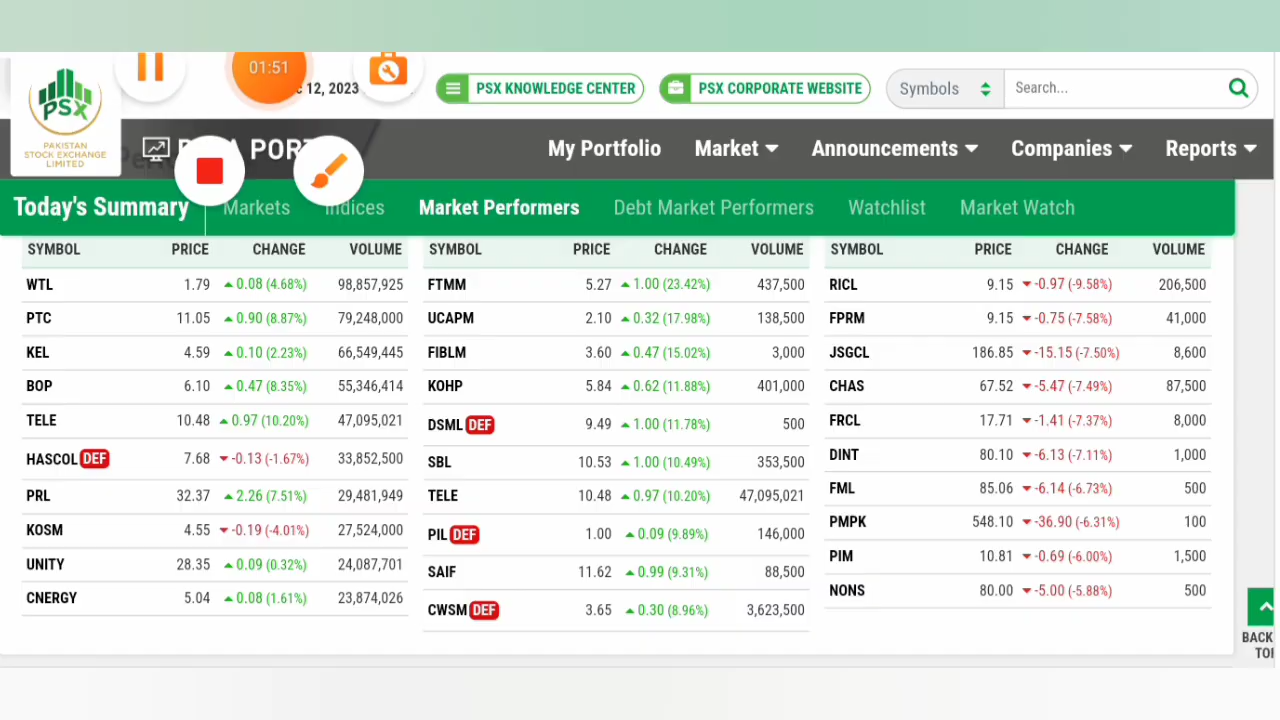 01:51
12, 2023
PSX KNOWLEDGE CENTER
PSX CORPORATE WEBSITE
Symbols
Search...
PSX
PAKISTAN
STOCK EXCHANGE
LIMITED
My Portfolio
Market
Announcements
Companies
Reports
Today's Summary
Markets
Indices
Market Performers
Debt Market Performers
Watchlist
Market Watch
SYMBOL PRICE CHANGE VOLUME
WTL 1.79 0.08 (4.68%) 98,857,925
PTC 11.05 0.90 (8.87%) 79,248,000
KEL 4.59 0.10 (2.23%) 66,549,445
BOP 6.10 0.47 (8.35%) 55,346,414
TELE 10.48 0.97 (10.20%) 47,095,021
HASCOL DEF 7.68 -0.13 (-1.67%) 33,852,500
PRL 32.37 2.26 (7.51%) 29,481,949
KOSM 4.55 -0.19 (-4.01%) 27,524,000
UNITY 28.35 0.09 (0.32%) 24,087,701
CNERGY 5.04 0.08 (1.61%) 23,874,026
SYMBOL PRICE CHANGE VOLUME
FTMM 5.27 1.00 (23.42%) 437,500
UCAPM 2.10 0.32 (17.98%) 138,500
FIBLM 3.60 0.47 (15.02%) 3,000
KOHP 5.84 0.62 (11.88%) 401,000
DSML DEF 9.49 1.00 (11.78%) 500
SBL 10.53 1.00 (10.49%) 353,500
TELE 10.48 0.97 (10.20%) 47,095,021
PIL DEF 1.00 0.09 (9.89%) 146,000
SAIF 11.62 0.99 (9.31%) 88,500
CWSM DEF 3.65 0.30 (8.96%) 3,623,500
SYMBOL PRICE CHANGE VOLUME
RICL 9.15 -0.97 (-9.58%) 206,500
FPRM 9.15 -0.75 (-7.58%) 41,000
JSGCL 186.85 -15.15 (-7.50%) 8,600
CHAS 67.52 -5.47 (-7.49%) 87,500
FRCL 17.71 -1.41 (-7.37%) 8,000
DINT 80.10 -6.13 (-7.11%) 1,000
FML 85.06 -6.14 (-6.73%) 500
PMPK 548.10 -36.90 (-6.31%) 100
PIM 10.81 -0.69 (-6.00%) 1,500
NONS 80.00 -5.00 (-5.88%) 500
BACK